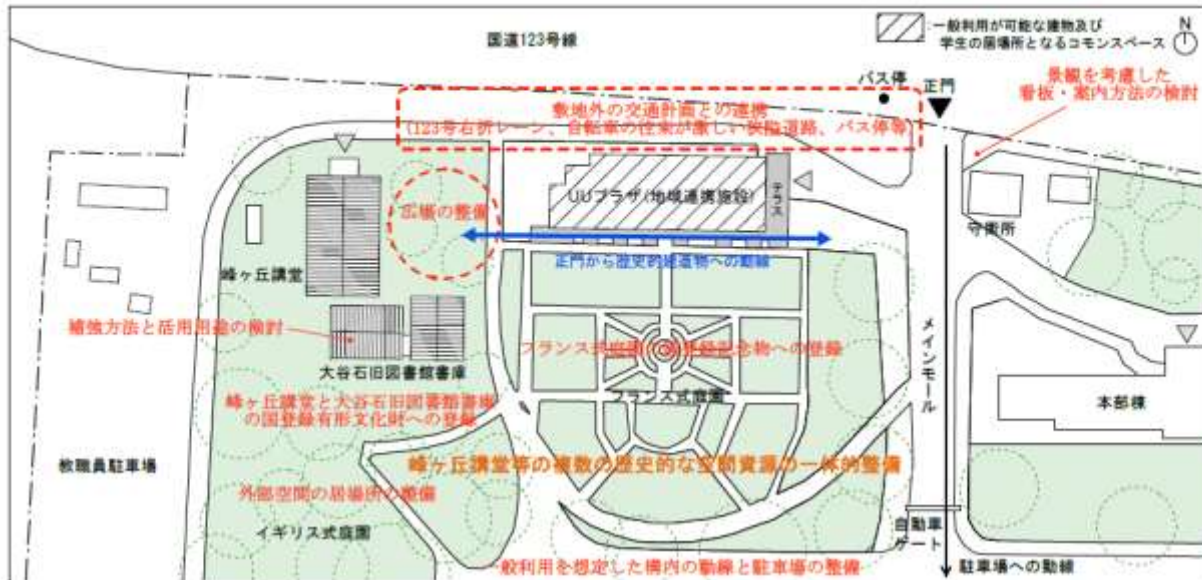 国道123号線
一般利用が可能な建物及び
学生の居場所となるコモンスペース
N
バス停
正門
景観を考慮した
看板・案内方法の検討
敷地外の交通計画との連携
(123号右折レーン、自転車の往来が激しい狭隘道路、バス停等)
UUプラザ(地域連携施設)
テラス
広場の整備
守衛所
正門から歴史的建造物への動線
峰ヶ丘講堂
補強方法と活用用途の検討
フランス式庭園
記念物への登録
大谷石旧図書館書庫
フランス式庭園
メインモール
本部棟
峰ヶ丘講堂と大谷石旧図書館書庫
の国登録有形文化財への登録
教職員駐車場
峰ヶ丘講堂等の複数の歴史的な空間資源の一体的整備
外部空間の居場所の整備
イギリス式庭園
自動車
ゲート
一般利用を想定した構内の動線と駐車場の整備
駐車場への動線